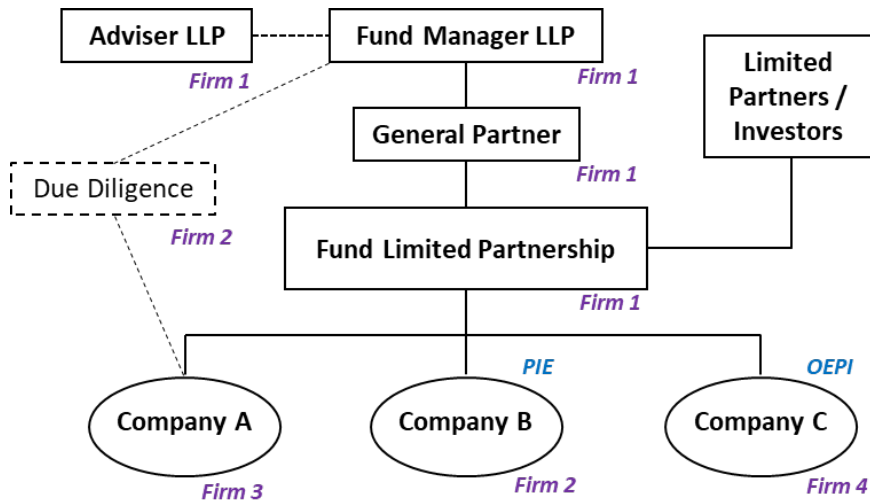 Adviser LLP
Fund Manager LLP
Firm 1
Firm 1
Limited
Partners /
Investors
General Partner
Firm 1
Due Diligence
Firm 2
Fund Limited Partnership
Firm 1
PIE
OEPI
Company A
Company B
Company C
Firm 3
Firm 2
Firm 4